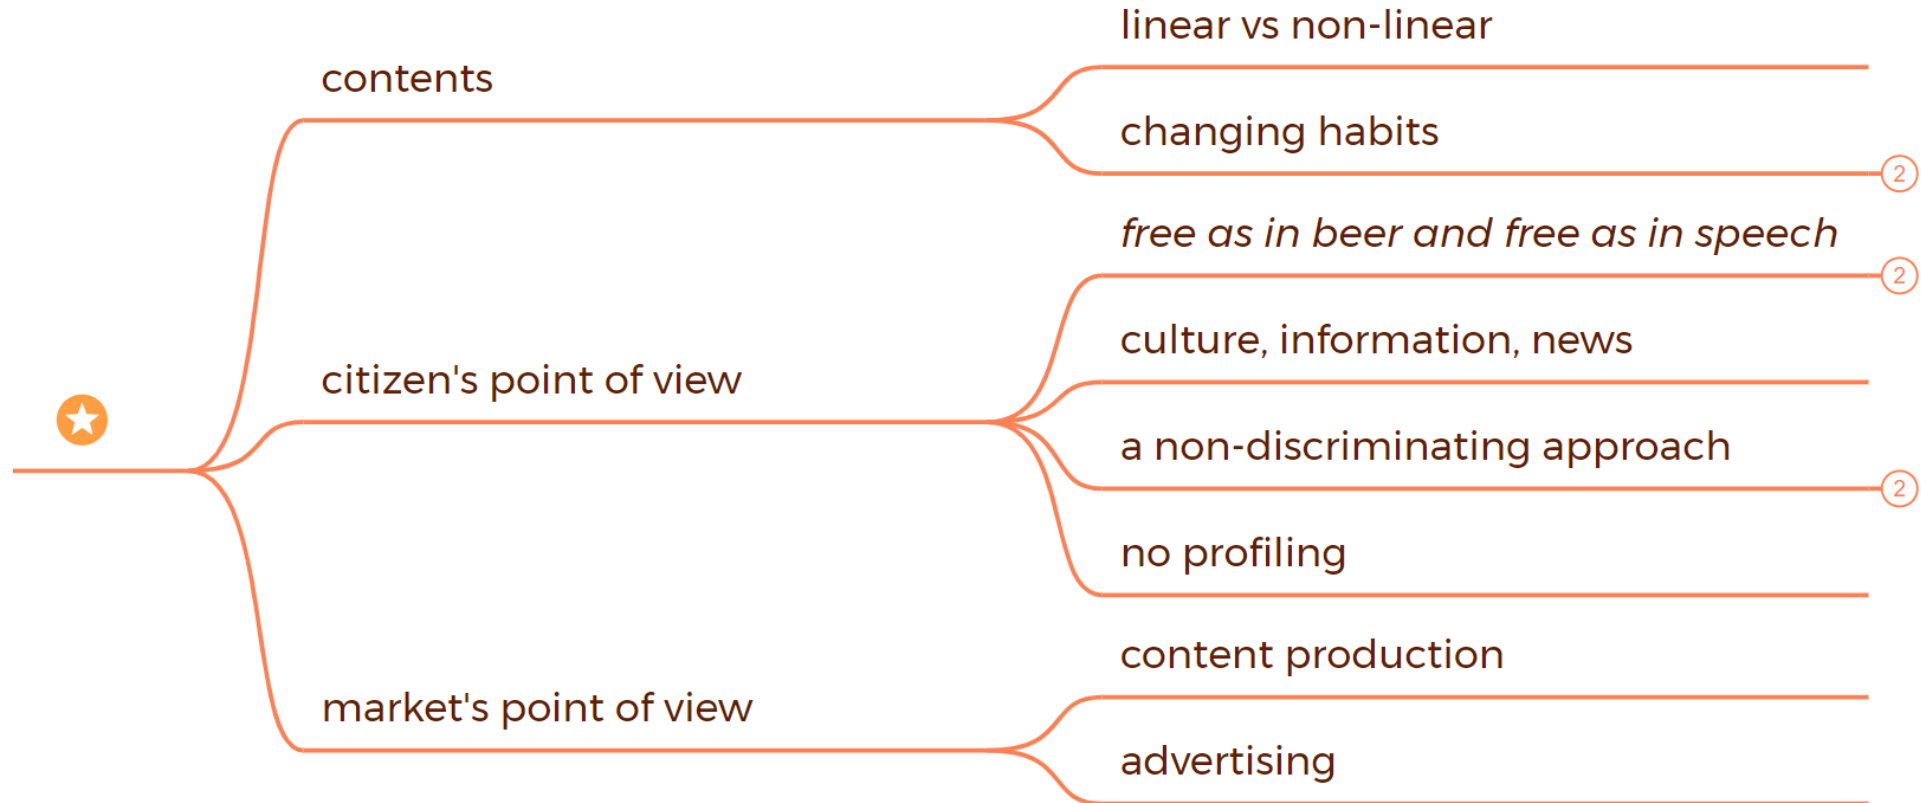 contents
linear vs non-linear
changing habits
2
citizen's point of view
free as in beer and free as in speech
2
culture, information, news
a non-discriminating approach
2
no profiling
market's point of view
content production
advertising